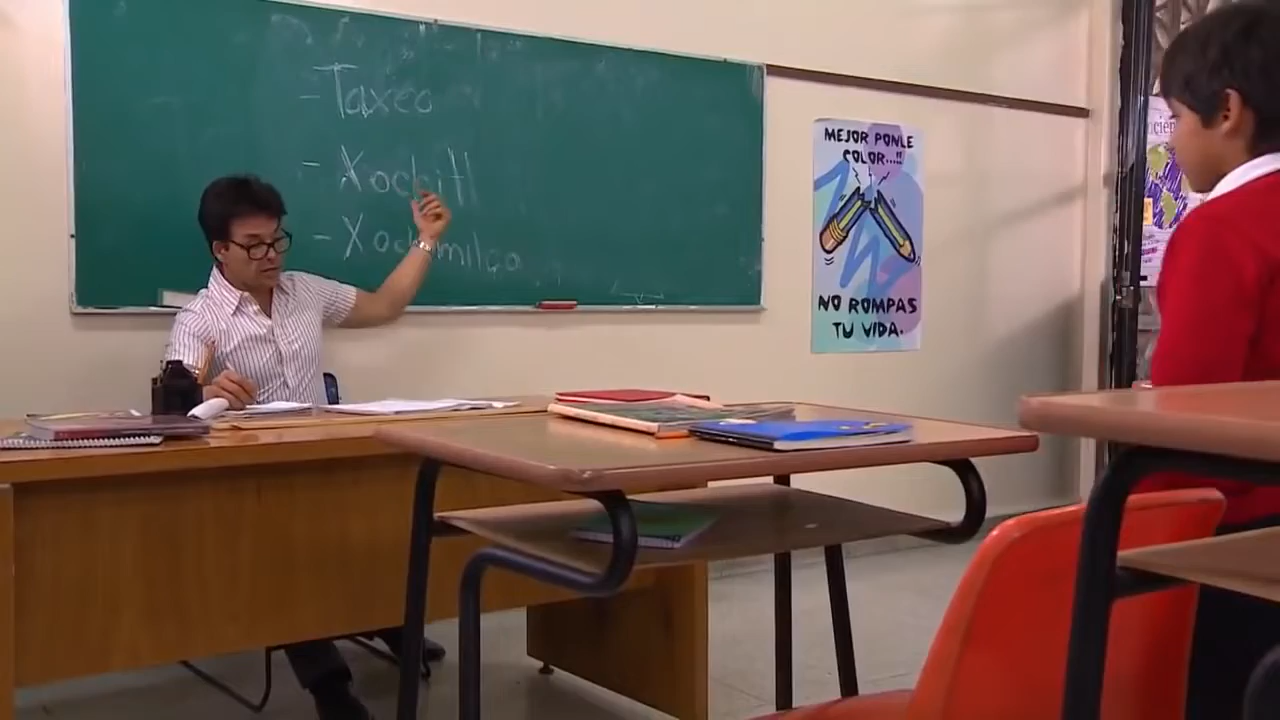 - Taxco
- Xochitl
- Xochimilco
MEJOR PONLE
COLOR...!!
NO ROMPAS
TU VIDA.